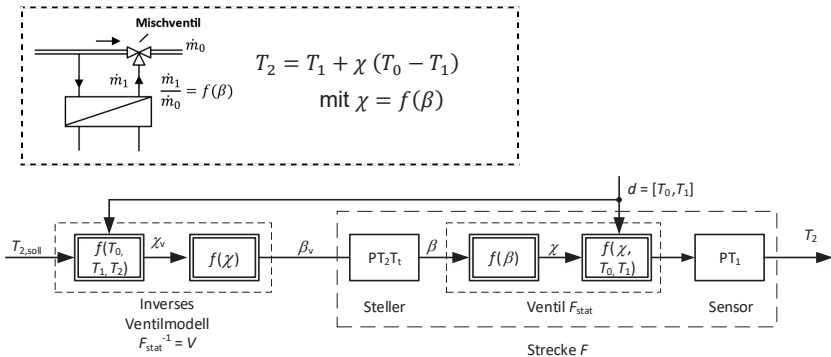 Mischventil
ṁ₀
ṁ₁
ṁ₁/ṁ₀ = f(β)
T₂ = T₁ + χ (T₀ − T₁)
mit χ = f(β)
d = [T₀,T₁]
T₂,soll
f(T₀,
T₁, T₂)
χᵥ
f(χ)
βᵥ
PT₂Tₜ
β
f(β)
χ
f(χ,
T₀,T₁)
PT₁
T₂
Steller
Ventil Fstat
Sensor
Inverses
Ventilmodell
Fstat⁻¹ = V
Strecke F